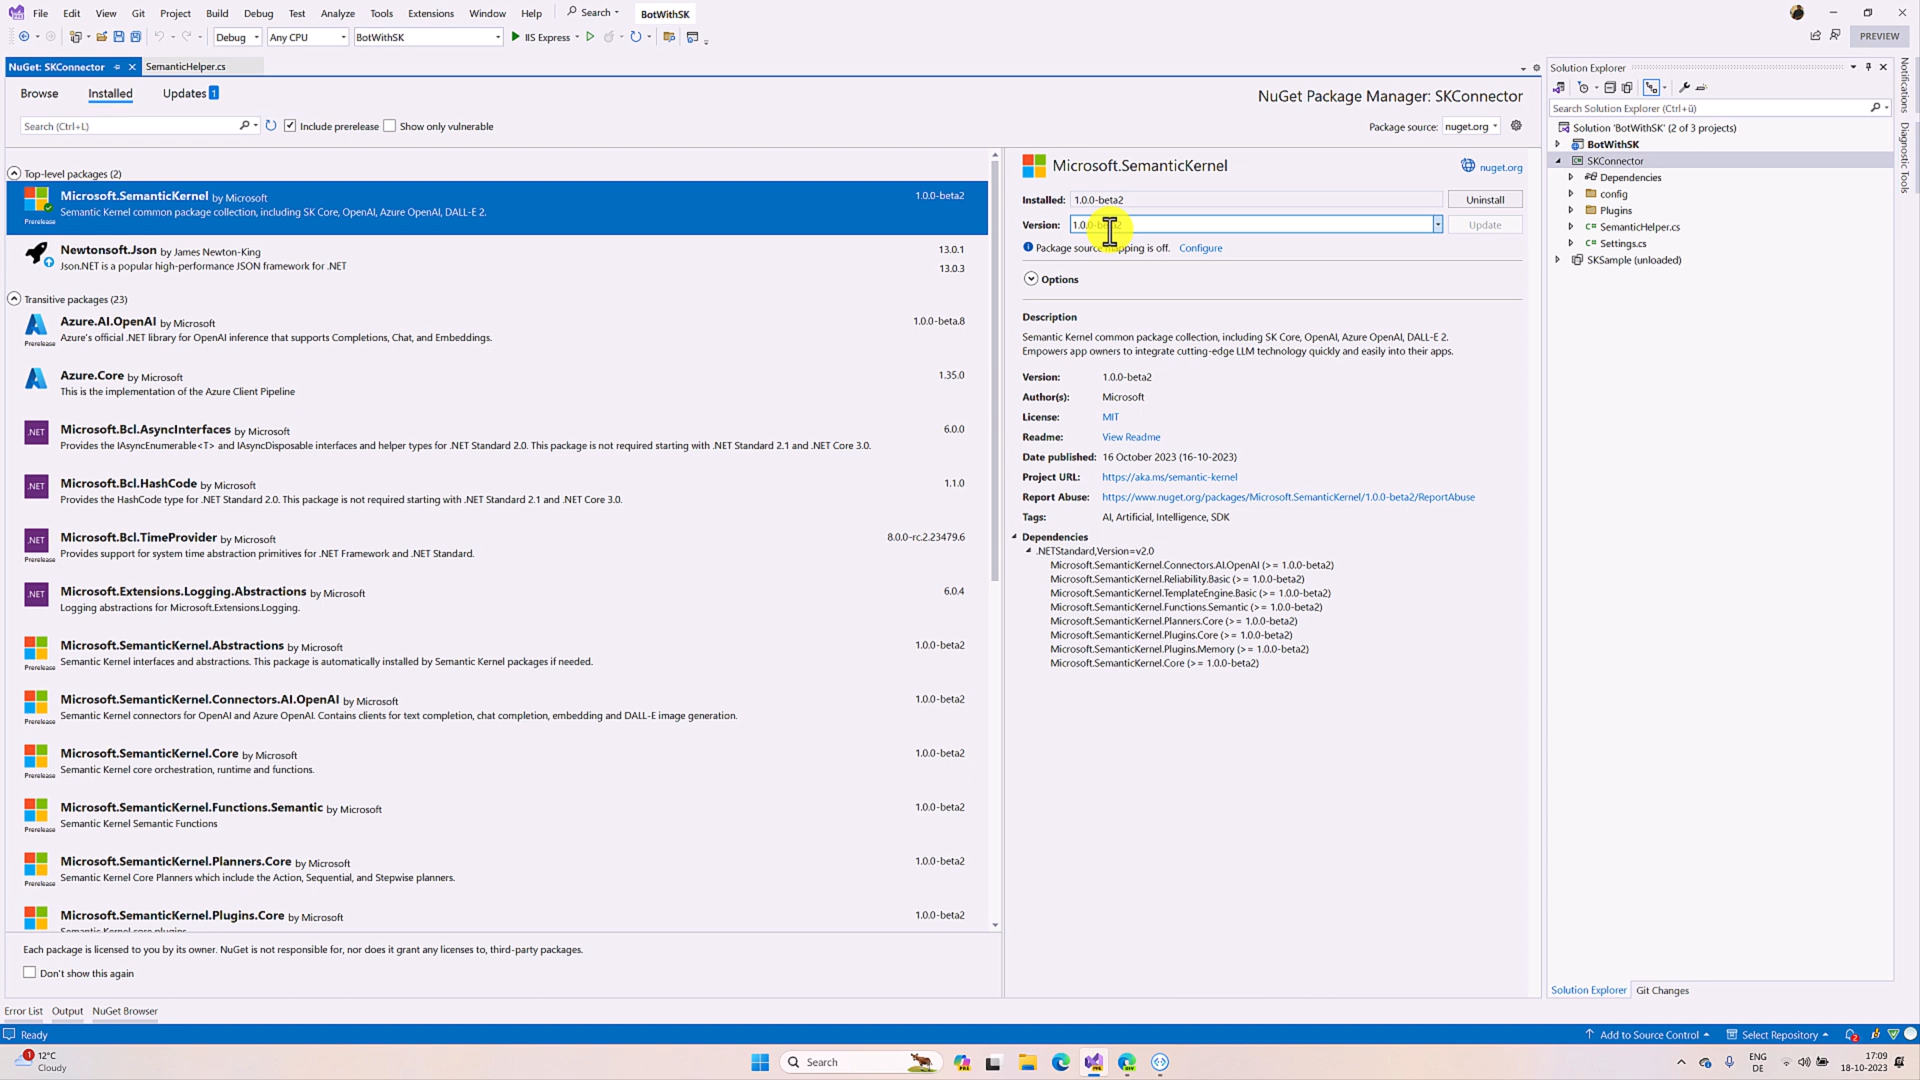 File Edit View Git Project Build Debug Test Analyze Tools Extensions Window Help Search BotWithSK
Debug Any CPU BotWithSK IIS Express PREVIEW
NuGet: SKConnector SemanticHelper.cs
Browse Installed Updates 1
NuGet Package Manager: SKConnector
Search (Ctrl+L) Include prerelease Show only vulnerable
Package source: nuget.org
Top-level packages (2)
Microsoft.SemanticKernel by Microsoft 1.0.0-beta2
Semantic Kernel common package collection, including SK Core, OpenAI, Azure OpenAI, DALL-E 2.
Prerelease
Newtonsoft.Json by James Newton-King 13.0.1
Json.NET is a popular high-performance JSON framework for .NET 13.0.3
Transitive packages (23)
Azure.AI.OpenAI by Microsoft 1.0.0-beta.8
Azure's official .NET library for OpenAI inference that supports Completions, Chat, and Embeddings.
Prerelease
Azure.Core by Microsoft 1.35.0
This is the implementation of the Azure Client Pipeline
.NET
Microsoft.Bcl.AsyncInterfaces by Microsoft 6.0.0
Provides the IAsyncEnumerable<T> and IAsyncDisposable interfaces and helper types for .NET Standard 2.0. This package is not required starting with .NET Standard 2.1 and .NET Core 3.0.
.NET
Microsoft.Bcl.HashCode by Microsoft 1.1.0
Provides the HashCode type for .NET Standard 2.0. This package is not required starting with .NET Standard 2.1 and .NET Core 3.0.
.NET
Microsoft.Bcl.TimeProvider by Microsoft 8.0.0-rc.2.23479.6
Provides support for system time abstraction primitives for .NET Framework and .NET Standard.
Prerelease
.NET
Microsoft.Extensions.Logging.Abstractions by Microsoft 6.0.4
Logging abstractions for Microsoft.Extensions.Logging.
Microsoft.SemanticKernel.Abstractions by Microsoft 1.0.0-beta2
Semantic Kernel interfaces and abstractions. This package is automatically installed by Semantic Kernel packages if needed.
Prerelease
Microsoft.SemanticKernel.Connectors.AI.OpenAI by Microsoft 1.0.0-beta2
Semantic Kernel connectors for OpenAI and Azure OpenAI. Contains clients for text completion, chat completion, embedding and DALL-E image generation.
Prerelease
Microsoft.SemanticKernel.Core by Microsoft 1.0.0-beta2
Semantic Kernel core orchestration, runtime and functions.
Prerelease
Microsoft.SemanticKernel.Functions.Semantic by Microsoft 1.0.0-beta2
Semantic Kernel Semantic Functions
Prerelease
Microsoft.SemanticKernel.Planners.Core by Microsoft 1.0.0-beta2
Semantic Kernel Core Planners which include the Action, Sequential, and Stepwise planners.
Prerelease
Microsoft.SemanticKernel.Plugins.Core by Microsoft 1.0.0-beta2
Semantic Kernel core plugins
Each package is licensed to you by its owner. NuGet is not responsible for, nor does it grant any licenses to, third-party packages.
Don't show this again
Microsoft.SemanticKernel nuget.org
Installed: 1.0.0-beta2 Uninstall
Version: 1.0.0-beta2 Update
Package source mapping is off. Configure
Options
Description
Semantic Kernel common package collection, including SK Core, OpenAI, Azure OpenAI, DALL-E 2.
Empowers app owners to integrate cutting-edge LLM technology quickly and easily into their apps.
Version: 1.0.0-beta2
Author(s): Microsoft
License: MIT
Readme: View Readme
Date published: 16 October 2023 (16-10-2023)
Project URL: https://aka.ms/semantic-kernel
Report Abuse: https://www.nuget.org/packages/Microsoft.SemanticKernel/1.0.0-beta2/ReportAbuse
Tags: AI, Artificial, Intelligence, SDK
Dependencies
.NETStandard,Version=v2.0
Microsoft.SemanticKernel.Connectors.AI.OpenAI (>= 1.0.0-beta2)
Microsoft.SemanticKernel.Reliability.Basic (>= 1.0.0-beta2)
Microsoft.SemanticKernel.TemplateEngine.Basic (>= 1.0.0-beta2)
Microsoft.SemanticKernel.Functions.Semantic (>= 1.0.0-beta2)
Microsoft.SemanticKernel.Planners.Core (>= 1.0.0-beta2)
Microsoft.SemanticKernel.Plugins.Core (>= 1.0.0-beta2)
Microsoft.SemanticKernel.Plugins.Memory (>= 1.0.0-beta2)
Microsoft.SemanticKernel.Core (>= 1.0.0-beta2)
Solution Explorer
Search Solution Explorer (Ctrl+ü)
Solution 'BotWithSK' (2 of 3 projects)
BotWithSK
SKConnector
Dependencies
config
Plugins
C# SemanticHelper.cs
C# Settings.cs
SKSample (unloaded)
Solution Explorer Git Changes
Notifications
Diagnostic Tools
Error List Output NuGet Browser
Ready Add to Source Control Select Repository 2
1 12°C
Cloudy
Search
ENG
DE
17:09
18-10-2023